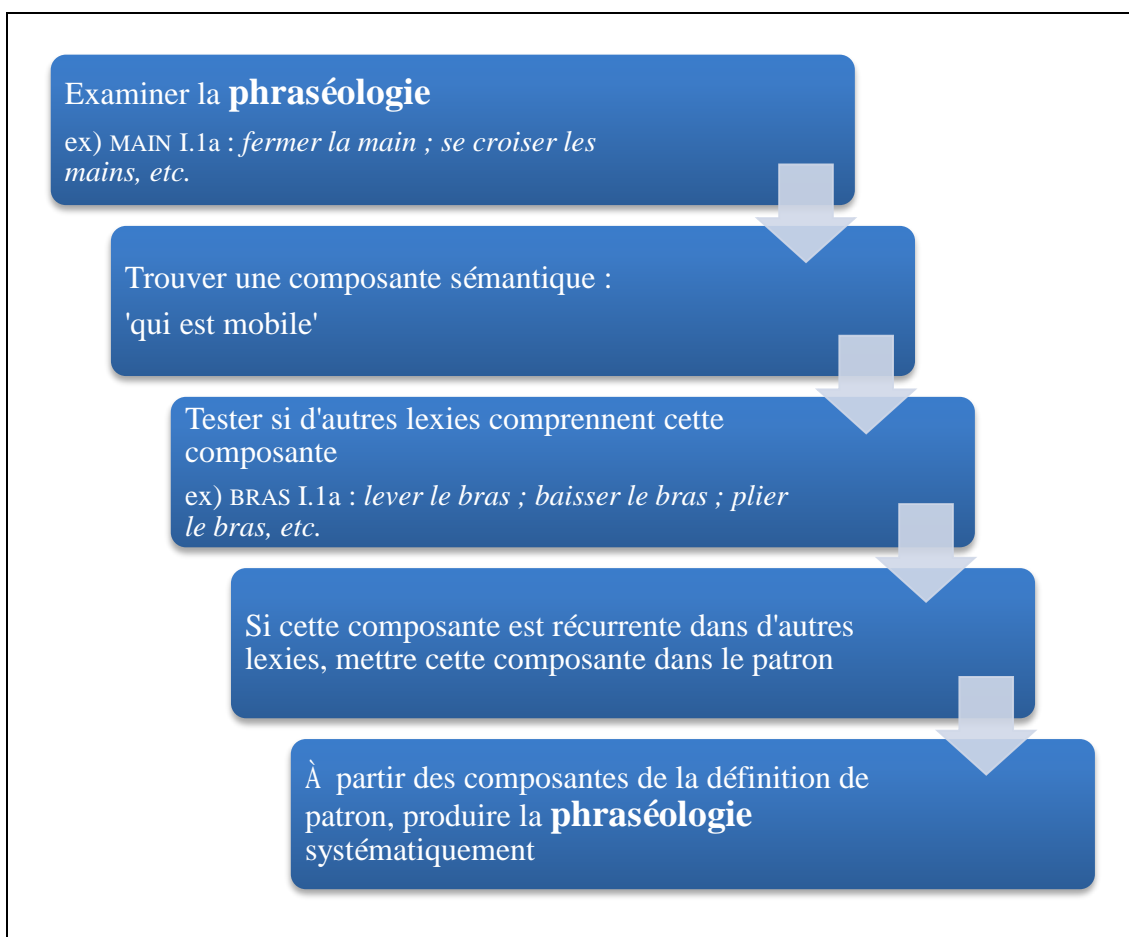 Examiner la phraséologie
ex) MAIN I.1a : fermer la main ; se croiser les
mains, etc.
Trouver une composante sémantique :
'qui est mobile'
Tester si d'autres lexies comprennent cette
composante
ex) BRAS I.1a : lever le bras ; baisser le bras ; plier
le bras, etc.
Si cette composante est récurrente dans d'autres
lexies, mettre cette composante dans le patron
À partir des composantes de la définition de
patron, produire la phraséologie
systématiquement